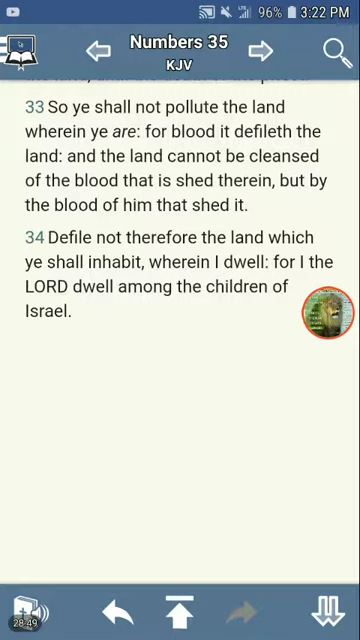 96% 3:22 PM
Numbers 35
KJV
33 So ye shall not pollute the land
wherein ye are: for blood it defileth the
land: and the land cannot be cleansed
of the blood that is shed therein, but by
the blood of him that shed it.
34 Defile not therefore the land which
ye shall inhabit, wherein I dwell: for I the
LORD dwell among the children of
Israel.
28:49